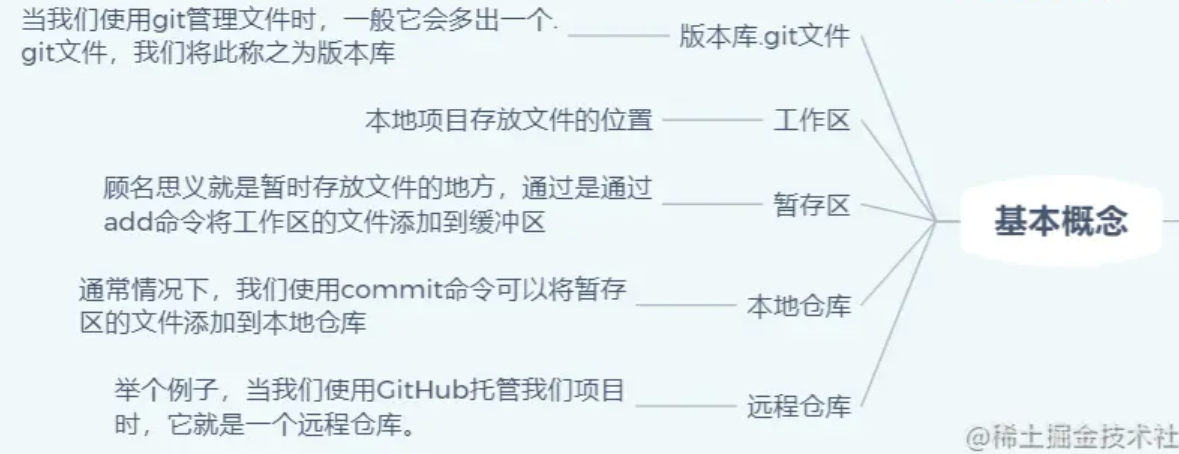 当我们使用git管理文件时，一般它会多出一个.
git文件，我们将此称之为版本库
版本库.git文件
本地项目存放文件的位置
工作区
顾名思义就是暂时存放文件的地方，通过是通过
add命令将工作区的文件添加到缓冲区
暂存区
基本概念
通常情况下，我们使用commit命令可以将暂存
区的文件添加到本地仓库
本地仓库
举个例子，当我们使用GitHub托管我们项目
时，它就是一个远程仓库。
远程仓库
@稀土掘金技术社